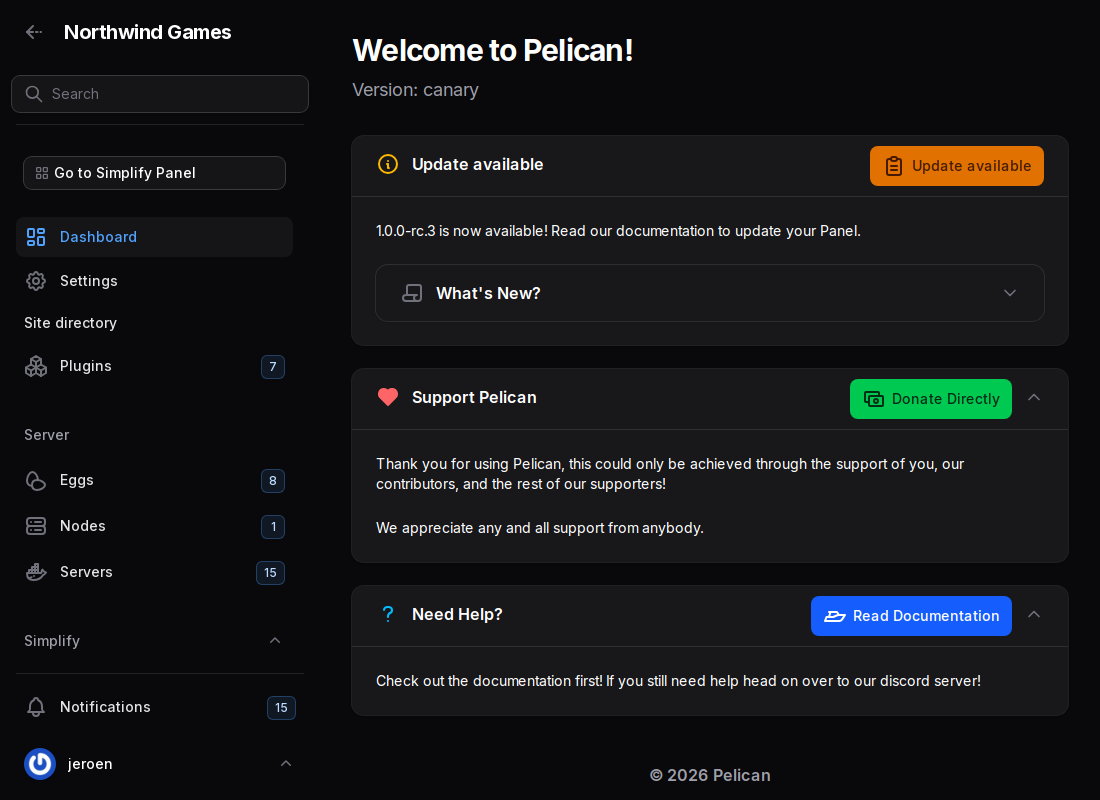 Northwind Games
Search
Go to Simplify Panel
Dashboard
Settings
Site directory
Plugins 7
Server
Eggs 8
Nodes 1
Servers 15
Simplify
Notifications 15
jeroen
Welcome to Pelican!
Version: canary
Update available
Update available
1.0.0-rc.3 is now available! Read our documentation to update your Panel.
What's New?
Support Pelican
Donate Directly
Thank you for using Pelican, this could only be achieved through the support of you, our
contributors, and the rest of our supporters!
We appreciate any and all support from anybody.
Need Help?
Read Documentation
Check out the documentation first! If you still need help head on over to our discord server!
© 2026 Pelican